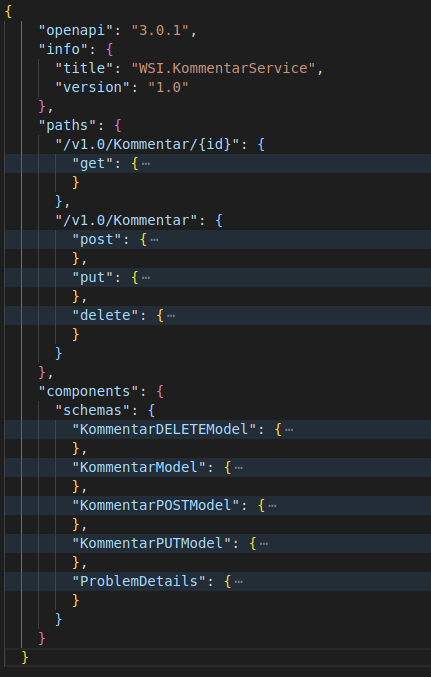 {
"openapi": "3.0.1",
"info": {
"title": "WSI.KommentarService",
"version": "1.0"
},
"paths": {
"/v1.0/Kommentar/{id}": {
"get": {⋯
}
},
"/v1.0/Kommentar": {
"post": {⋯
},
"put": {⋯
},
"delete": {⋯
}
}
},
"components": {
"schemas": {
"KommentarDELETEModel": {⋯
},
"KommentarModel": {⋯
},
"KommentarPOSTModel": {⋯
},
"KommentarPUTModel": {⋯
},
"ProblemDetails": {⋯
}
}
}
}